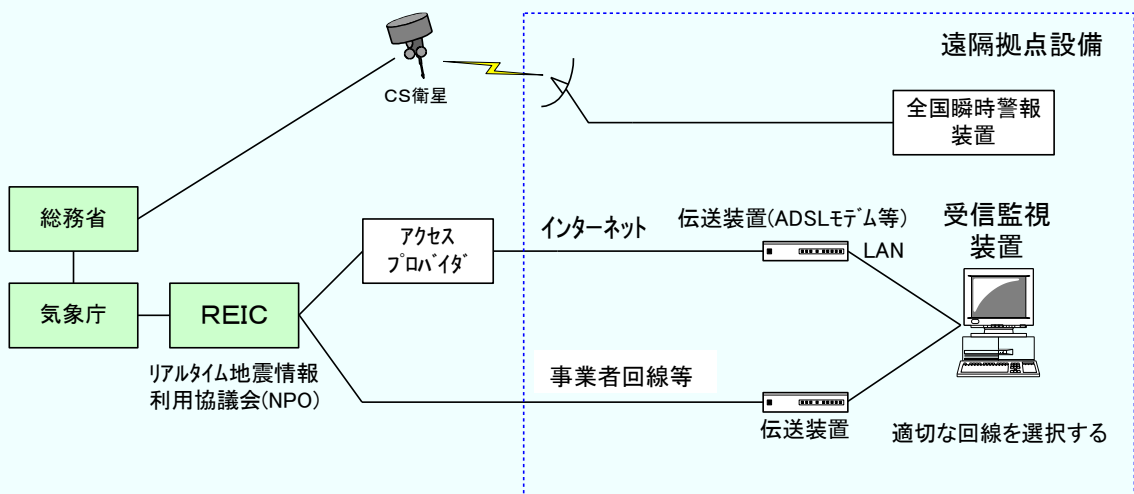 遠隔拠点設備
CS衛星
全国瞬時警報
装置
総務省
アクセス
プロバイダ
インターネット
伝送装置(ADSLモデム等)
LAN
受信監視
装置
気象庁
REIC
リアルタイム地震情報
利用協議会(NPO)
事業者回線等
伝送装置
適切な回線を選択する